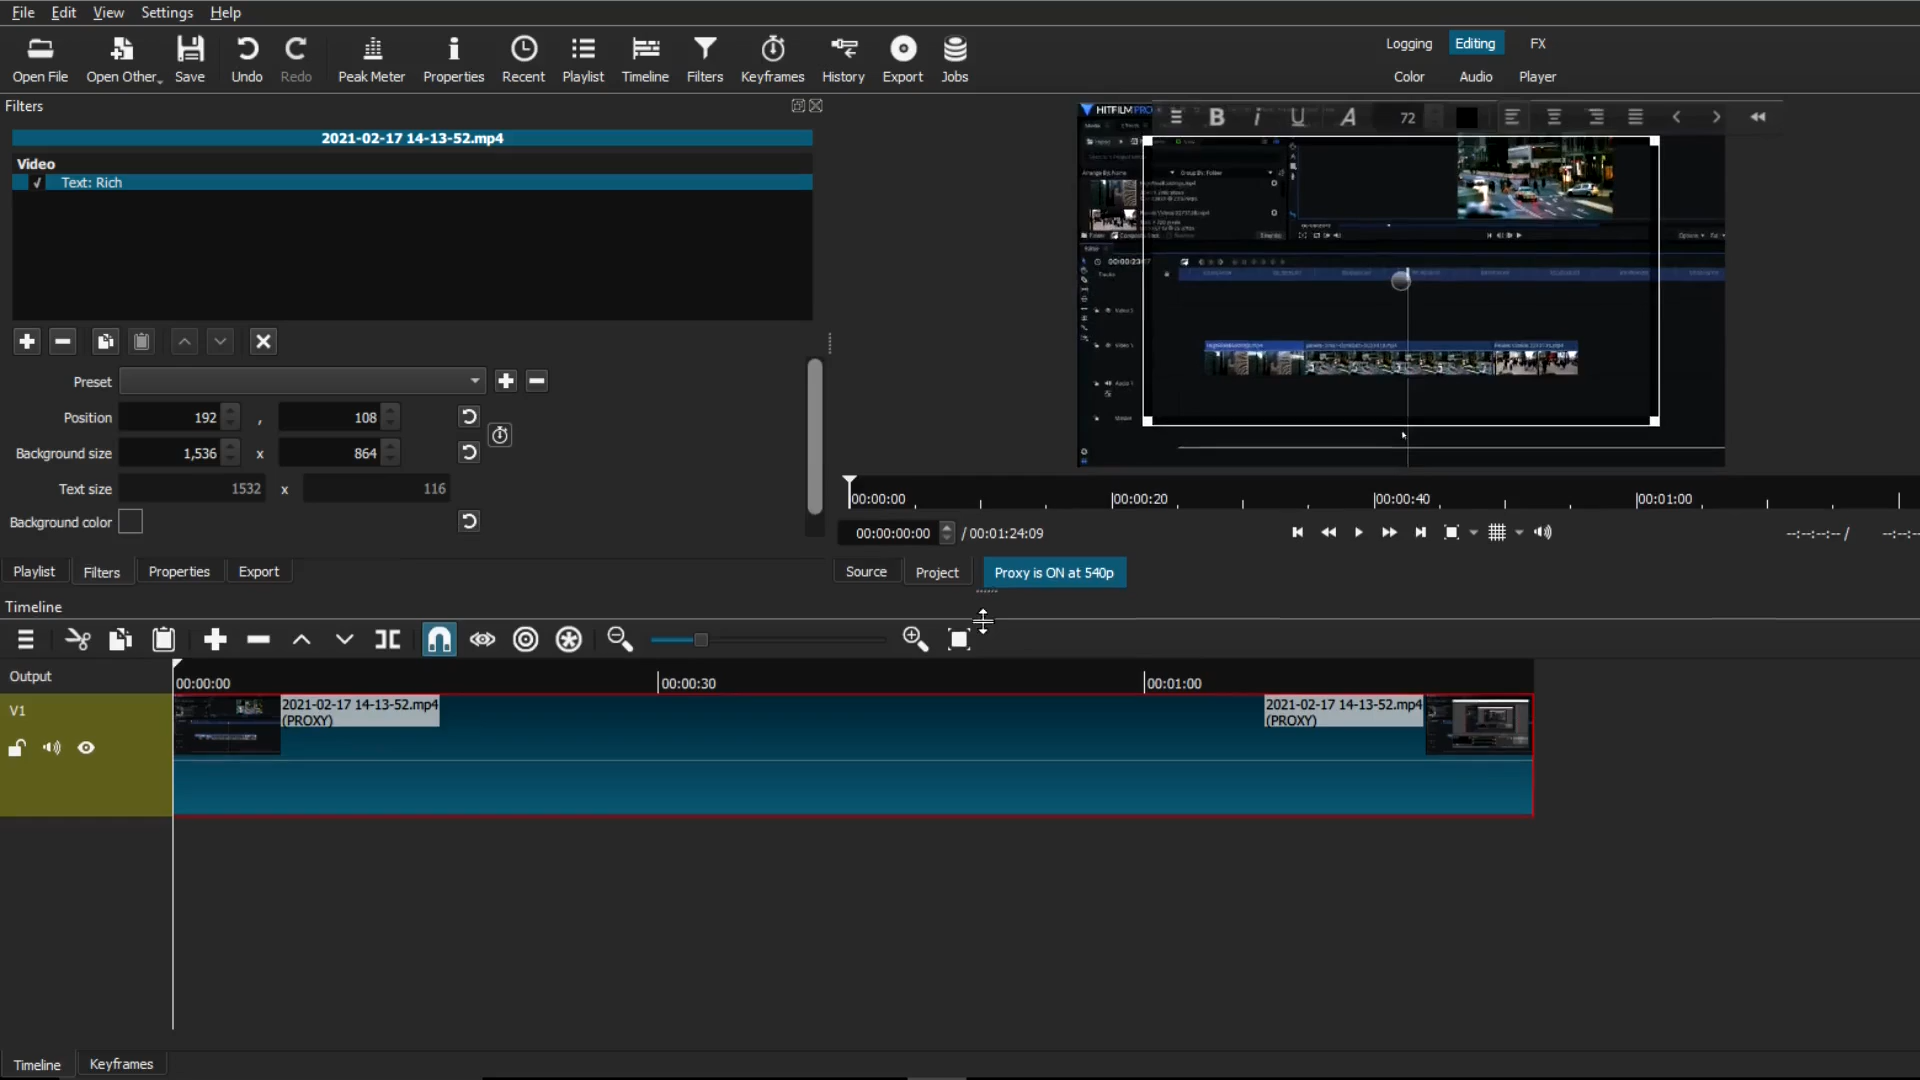 File Edit View Settings Help
Open File Open Other Save Undo Redo Peak Meter Properties Recent Playlist Timeline Filters Keyframes History Export Jobs
Logging Editing FX
Color Audio Player
Filters
2021-02-17 14-13-52.mp4
Video
Text: Rich
Preset
Position 192 , 108
Background size 1,536 x 864
Text size 1532 x 116
Background color
HITFILM PRO
B i U A 72
00:00:00 00:00:20 00:00:40 00:01:00
00:00:00:00 / 00:01:24:09 --:--:--:-- /
Playlist Filters Properties Export
Source Project Proxy is ON at 540p
Timeline
Output
00:00:00 00:00:30 00:01:00
V1
2021-02-17 14-13-52.mp4 2021-02-17 14-13-52.mp4
(PROXY) (PROXY)
Timeline Keyframes